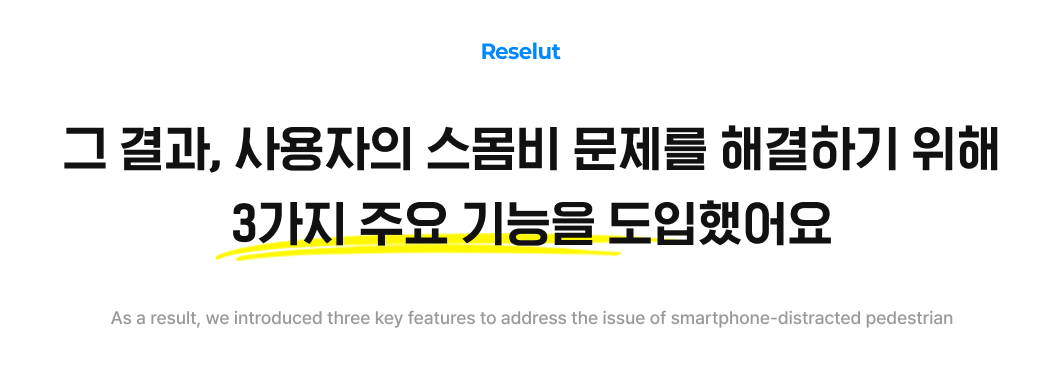 Reselut
그 결과, 사용자의 스몸비 문제를 해결하기 위해
3가지 주요 기능을 도입했어요
As a result, we introduced three key features to address the issue of smartphone-distracted pedestrian